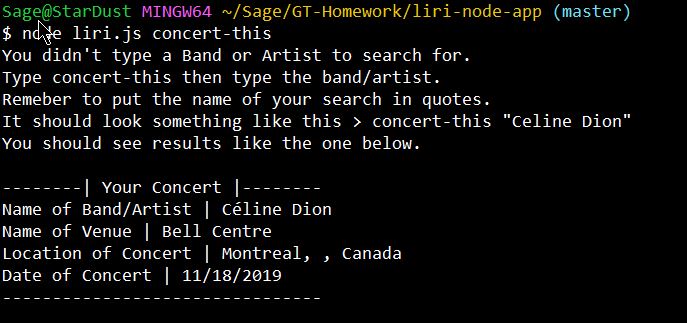 Sage@StarDust MINGW64 ~/Sage/GT-Homework/liri-node-app (master)
$ node liri.js concert-this
You didn't type a Band or Artist to search for.
Type concert-this then type the band/artist.
Remeber to put the name of your search in quotes.
It should look something like this > concert-this "Celine Dion"
You should see results like the one below.

--------| Your Concert |--------
Name of Band/Artist | Céline Dion
Name of Venue | Bell Centre
Location of Concert | Montreal, , Canada
Date of Concert | 11/18/2019
--------------------------------